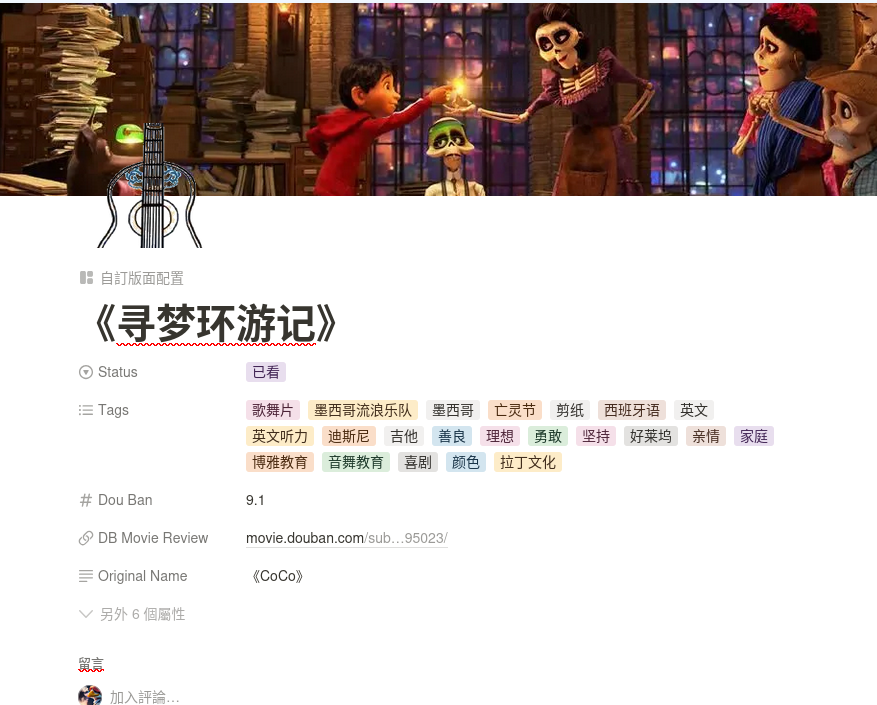 自訂版面配置
《寻梦环游记》
Status 已看
Tags 歌舞片 墨西哥流浪乐队 墨西哥 亡灵节 剪纸 西班牙语 英文
英文听力 迪斯尼 吉他 善良 理想 勇敢 坚持 好莱坞 亲情 家庭
博雅教育 音舞教育 喜剧 颜色 拉丁文化
Dou Ban 9.1
DB Movie Review movie.douban.com/sub…95023/
Original Name 《CoCo》
另外 6 個屬性
留言
加入評論…